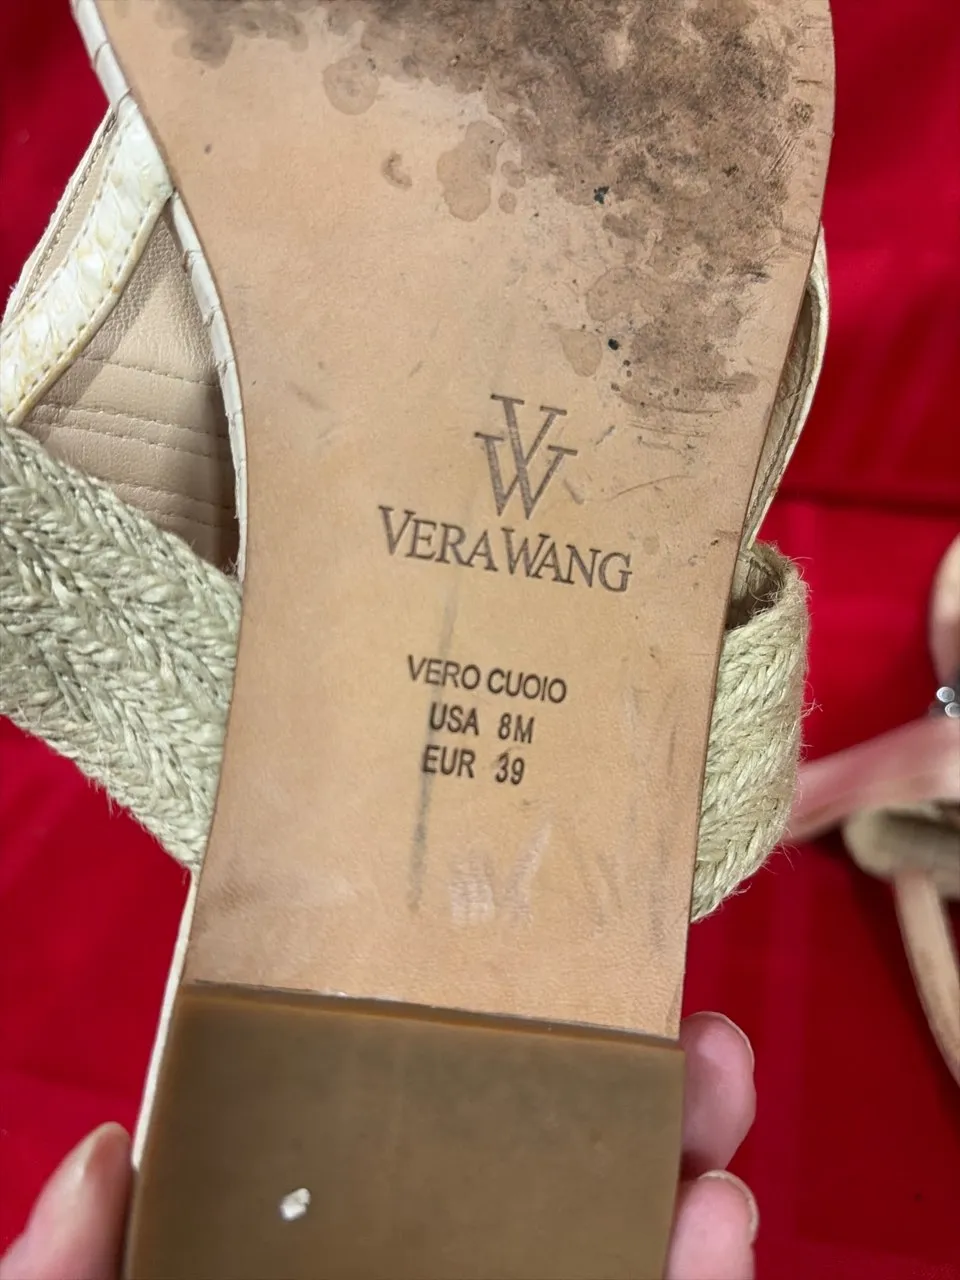 VW
VERA WANG
VERO CUOIO
USA 8M
EUR 39